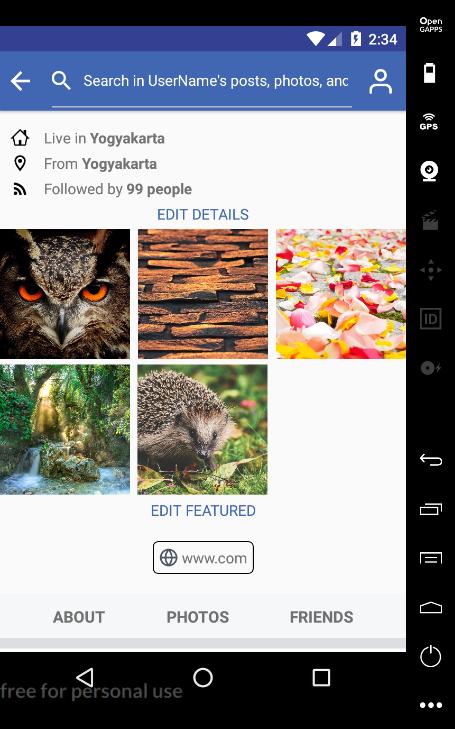 Open
GAPPS
2:34
Search in UserName's posts, photos, anc
GPS
Live in Yogyakarta
From Yogyakarta
Followed by 99 people
EDIT DETAILS
ID
EDIT FEATURED
www.com
ABOUT PHOTOS FRIENDS
free for personal use